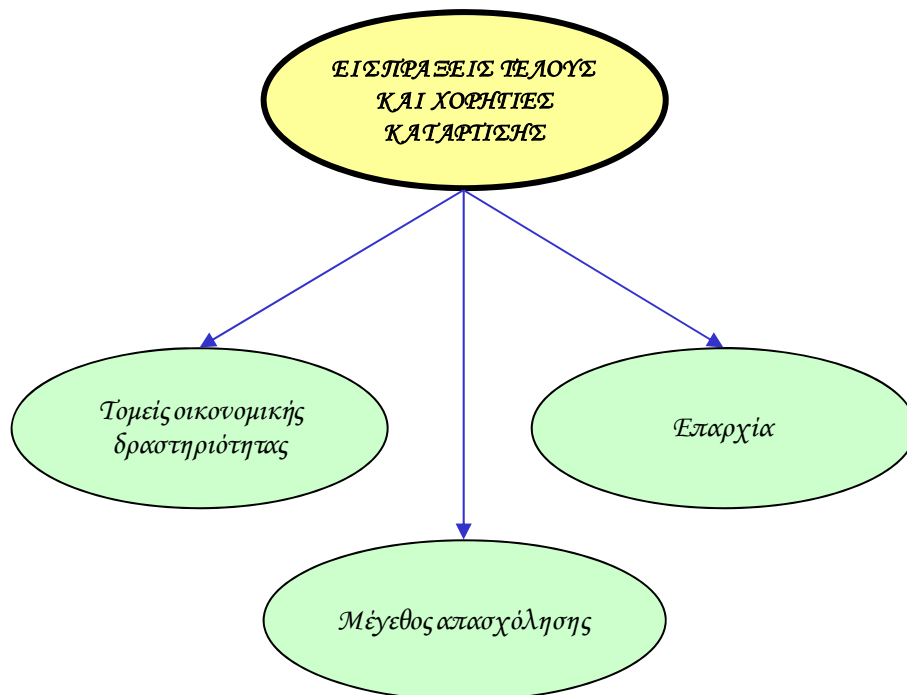 ΕΙΣΠΡΑΞΕΙΣ ΤΕΛΟΥΣ
ΚΑΙ ΧΟΡΗΓΙΕΣ
ΚΑΤΑΡΤΙΣΗΣ
Τομείς οικονομικής
δραστηριότητας
Επαρχία
Μέγεθος απασχόλησης